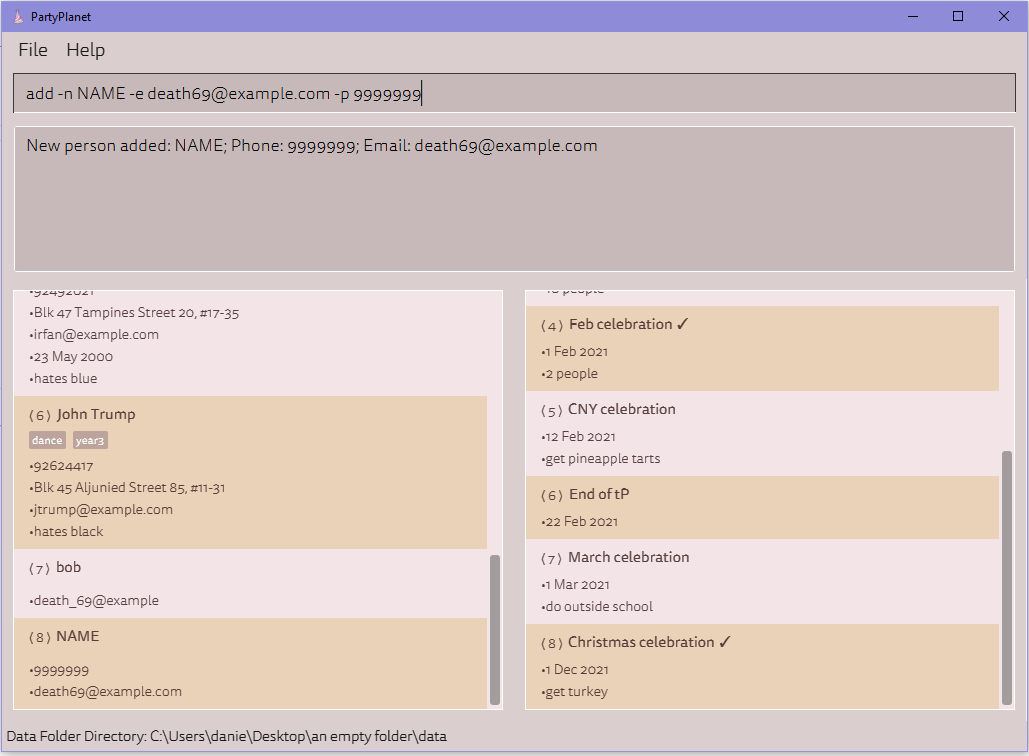 PartyPlanet
File Help
add -n NAME -e death69@example.com -p 9999999
New person added: NAME; Phone: 9999999; Email: death69@example.com
•92492021
•Blk 47 Tampines Street 20, #17-35
•irfan@example.com
•23 May 2000
•hates blue
(6) John Trump
dance year3
•92624417
•Blk 45 Aljunied Street 85, #11-31
•jtrump@example.com
•hates black
(7) bob
•death_69@example
(8) NAME
•9999999
•death69@example.com
people
(4) Feb celebration ✓
•1 Feb 2021
•2 people
(5) CNY celebration
•12 Feb 2021
•get pineapple tarts
(6) End of tP
•22 Feb 2021
(7) March celebration
•1 Mar 2021
•do outside school
(8) Christmas celebration ✓
•1 Dec 2021
•get turkey
Data Folder Directory: C:\Users\danie\Desktop\an empty folder\data